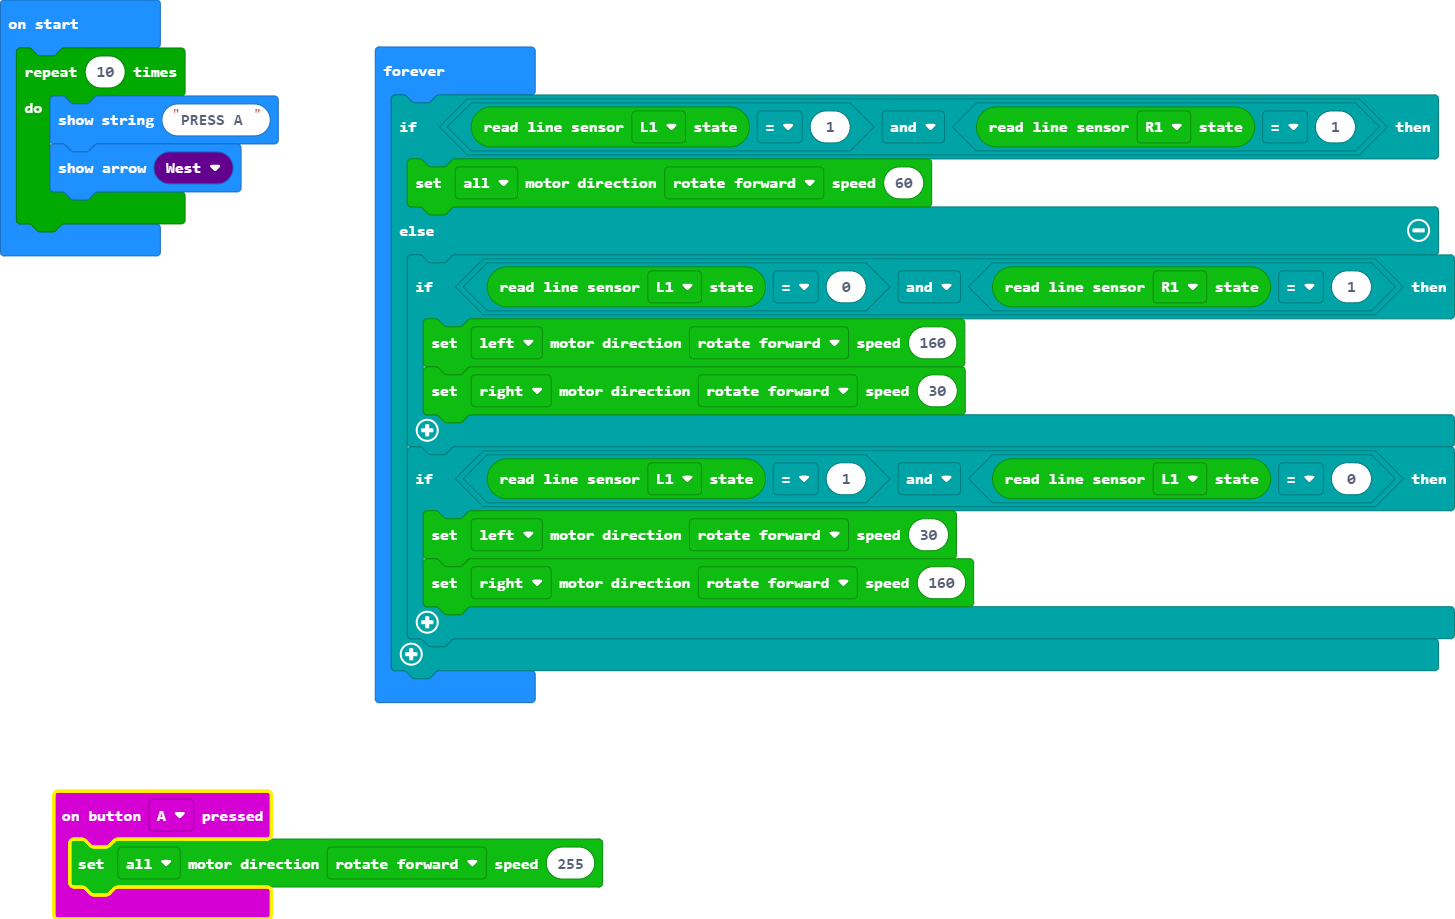 on start
repeat 10 times
do
show string "PRESS A "
show arrow West
forever
if read line sensor L1 state = 1 and read line sensor R1 state = 1 then
set all motor direction rotate forward speed 60
else
if read line sensor L1 state = 0 and read line sensor R1 state = 1 then
set left motor direction rotate forward speed 160
set right motor direction rotate forward speed 30
if read line sensor L1 state = 1 and read line sensor L1 state = 0 then
set left motor direction rotate forward speed 30
set right motor direction rotate forward speed 160
on button A pressed
set all motor direction rotate forward speed 255